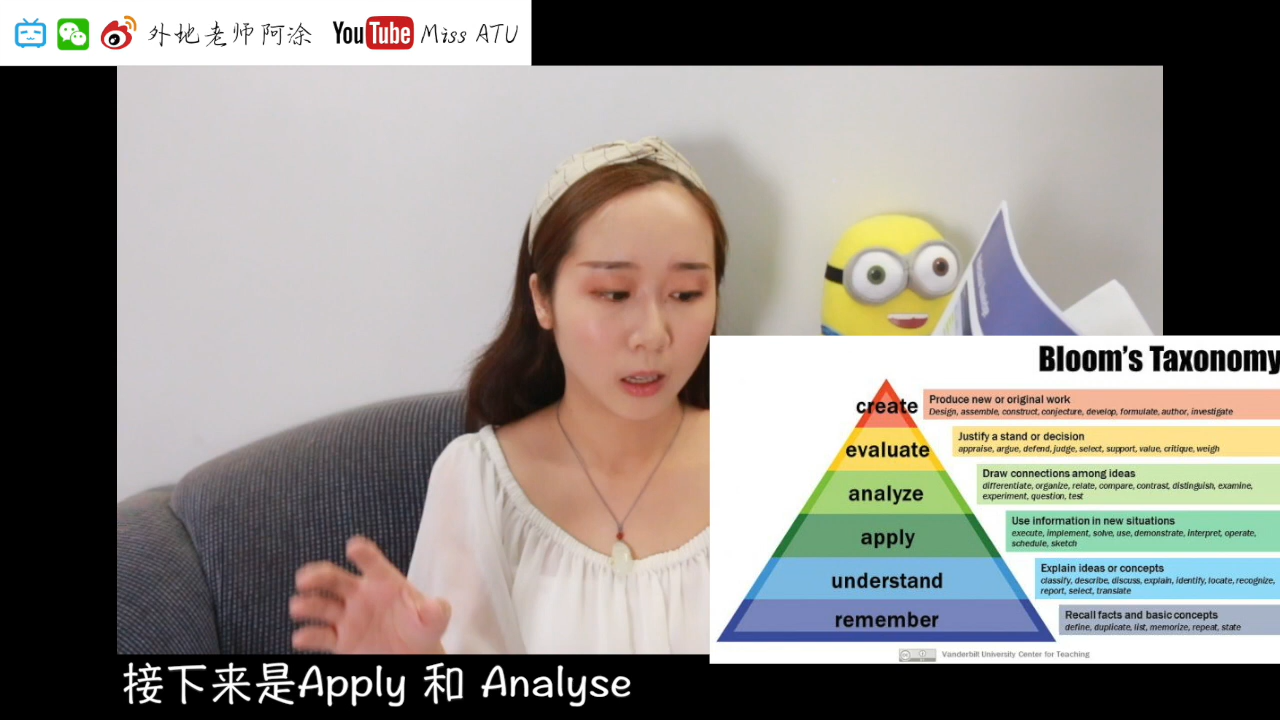 外地老师阿涂 YouTube Miss ATU
Bloom's Taxonomy
create
Produce new or original work
Design, assemble, construct, conjecture, develop, formulate, author, investigate
evaluate
Justify a stand or decision
appraise, argue, defend, judge, select, support, value, critique, weigh
analyze
Draw connections among ideas
differentiate, organize, relate, compare, contrast, distinguish, examine,
experiment, question, test
apply
Use information in new situations
execute, implement, solve, use, demonstrate, interpret, operate,
schedule, sketch
understand
Explain ideas or concepts
classify, describe, discuss, explain, identify, locate, recognize,
report, select, translate
remember
Recall facts and basic concepts
define, duplicate, list, memorize, repeat, state
Vanderbilt University Center for Teaching
接下来是Apply 和 Analyse